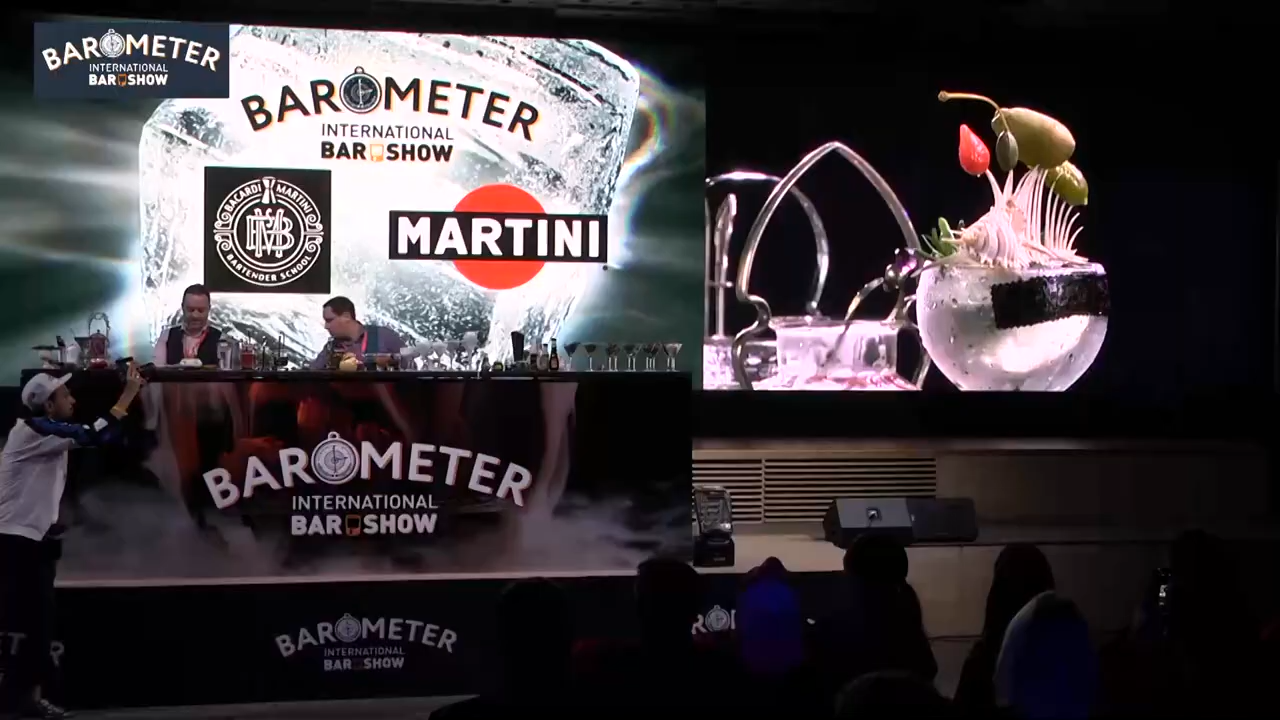 BAROMETER
INTERNATIONAL
BAR SHOW
BAROMETER
INTERNATIONAL
BAR SHOW
BACARDI MARTINI
BMS
BARTENDER SCHOOL
MARTINI
BAROMETER
INTERNATIONAL
BAR SHOW
BAROMETER
INTERNATIONAL
BAR SHOW